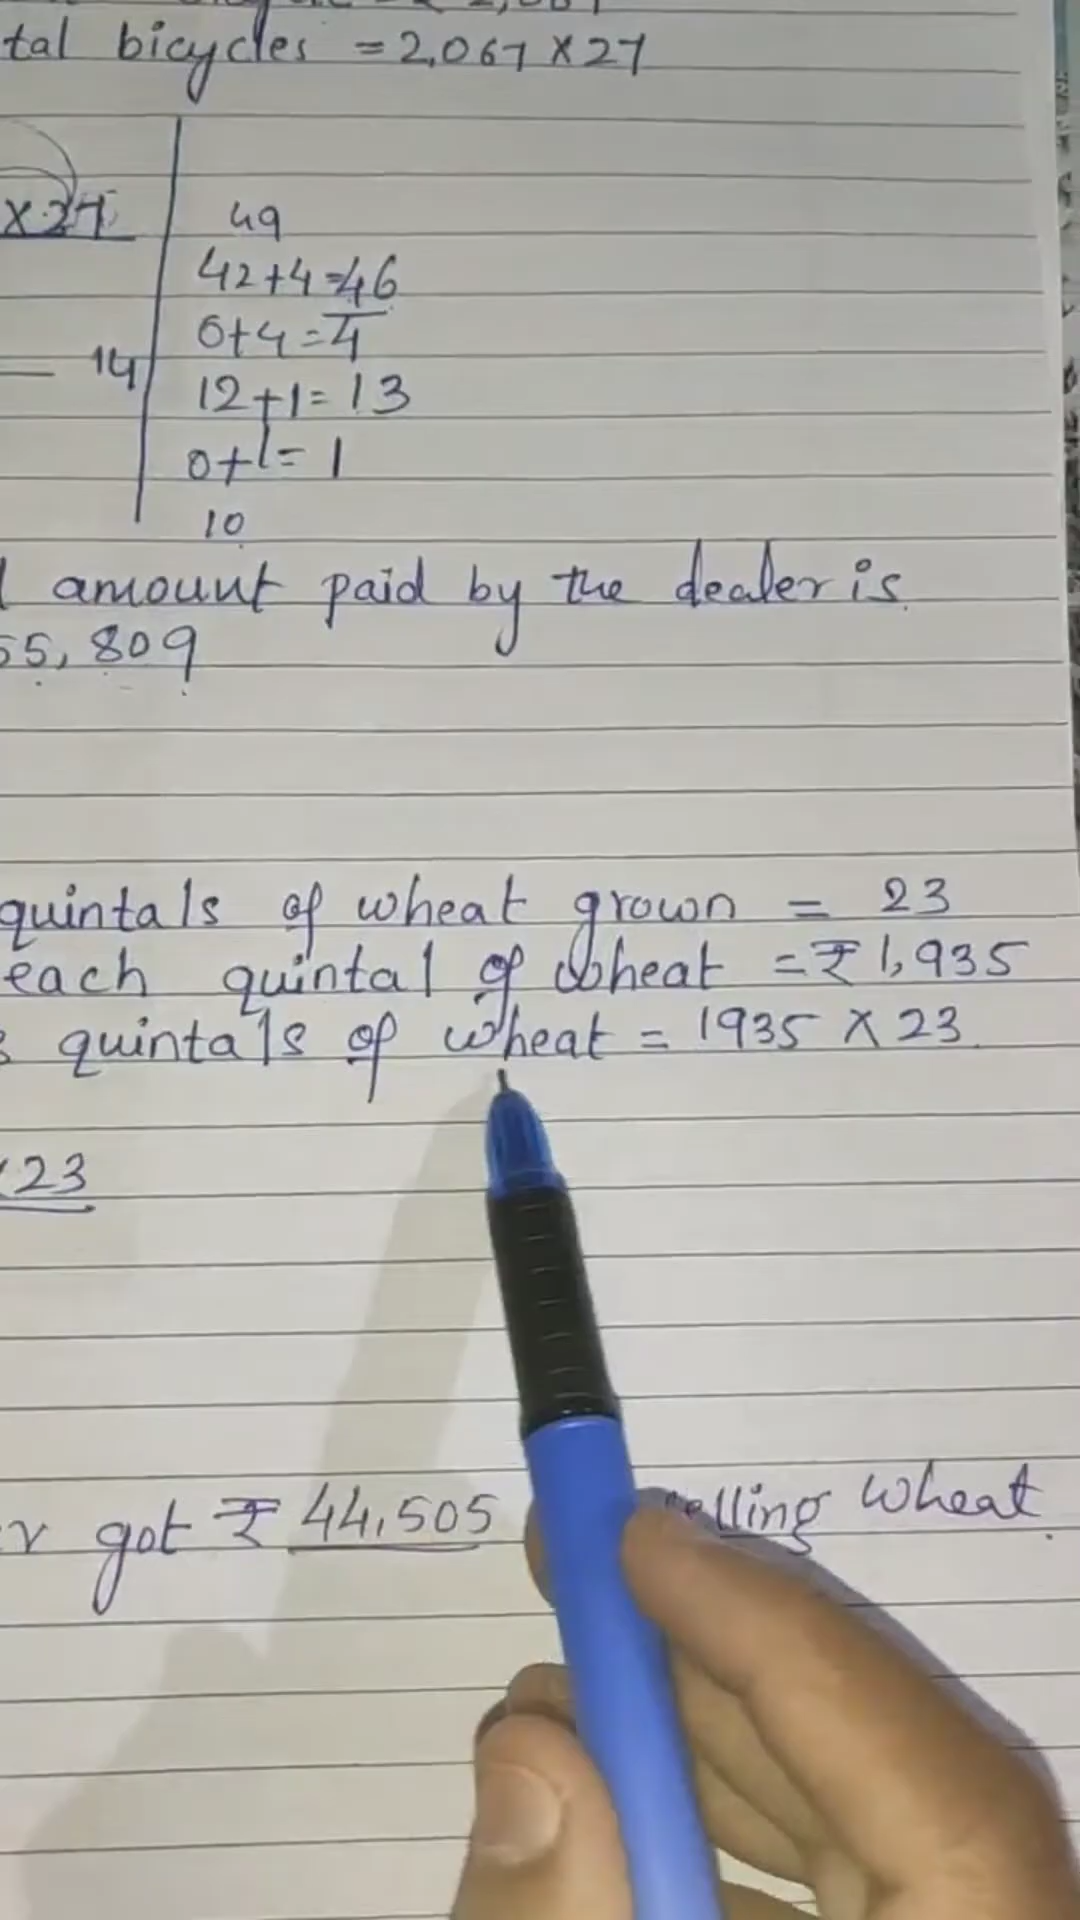 tal bicycles = 2,067 × 27
×27
49
42+4=46
0+4=4
14
12+1=13
0+1=1
10
amount paid by the dealer is
55,809
quintals of wheat grown = 23
each quintal of wheat = ₹ 1,935
quintals of wheat = 1935 × 23
×23
got ₹ 44,505 selling wheat.